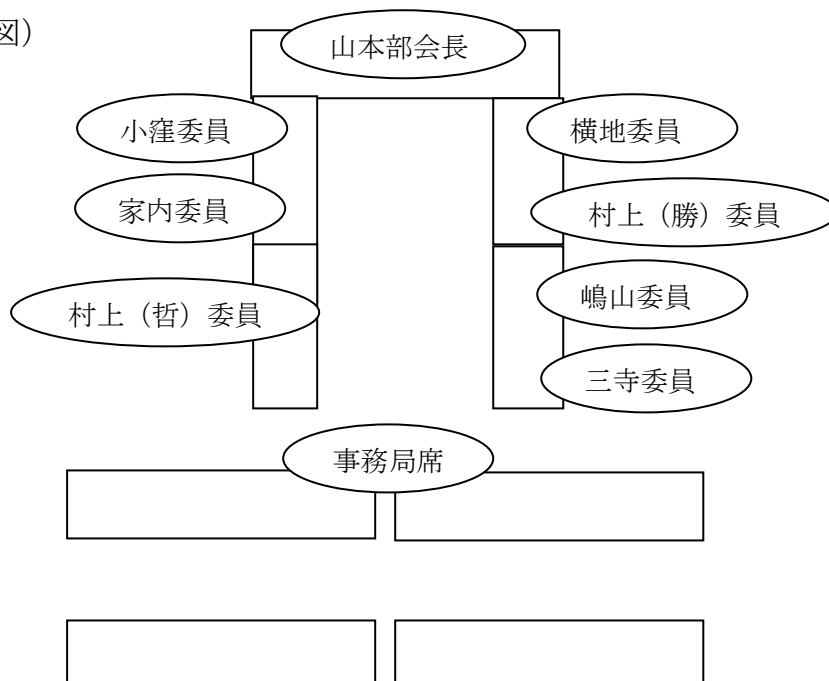 図）
山本部会長
小窪委員
横地委員
家内委員
村上（勝）委員
村上（哲）委員
嶋山委員
三寺委員
事務局席